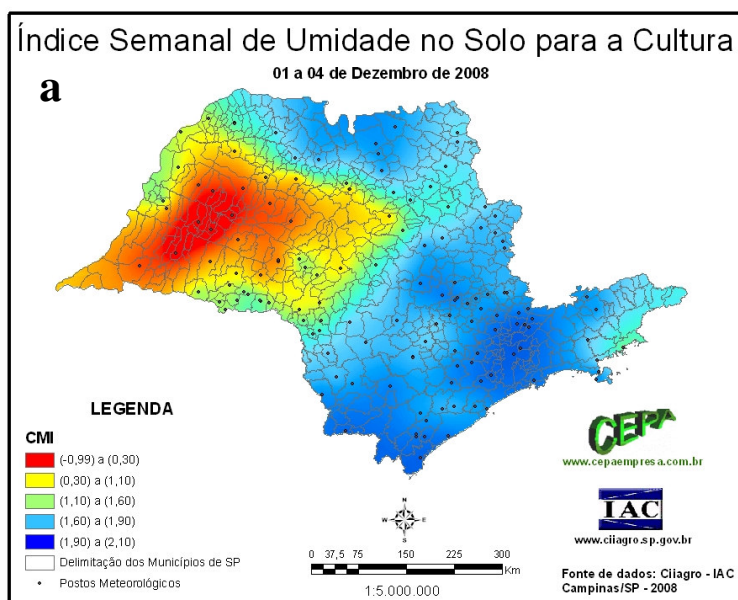 Índice Semanal de Umidade no Solo para a Cultura
01 a 04 de Dezembro de 2008
a
LEGENDA
CMI
(-0,99) a (0,30)
(0,30) a (1,10)
(1,10) a (1,60)
(1,60) a (1,90)
(1,90) a (2,10)
Delimitação dos Municípios de SP
Postos Meteorológicos
N
W E
S
0 37,5 75 150 225 300
Km
1:5.000.000
CEPA
www.cepaempresa.com.br
IAC
www.ciiagro.sp.gov.br
Fonte de dados: Ciiagro - IAC
Campinas/SP - 2008